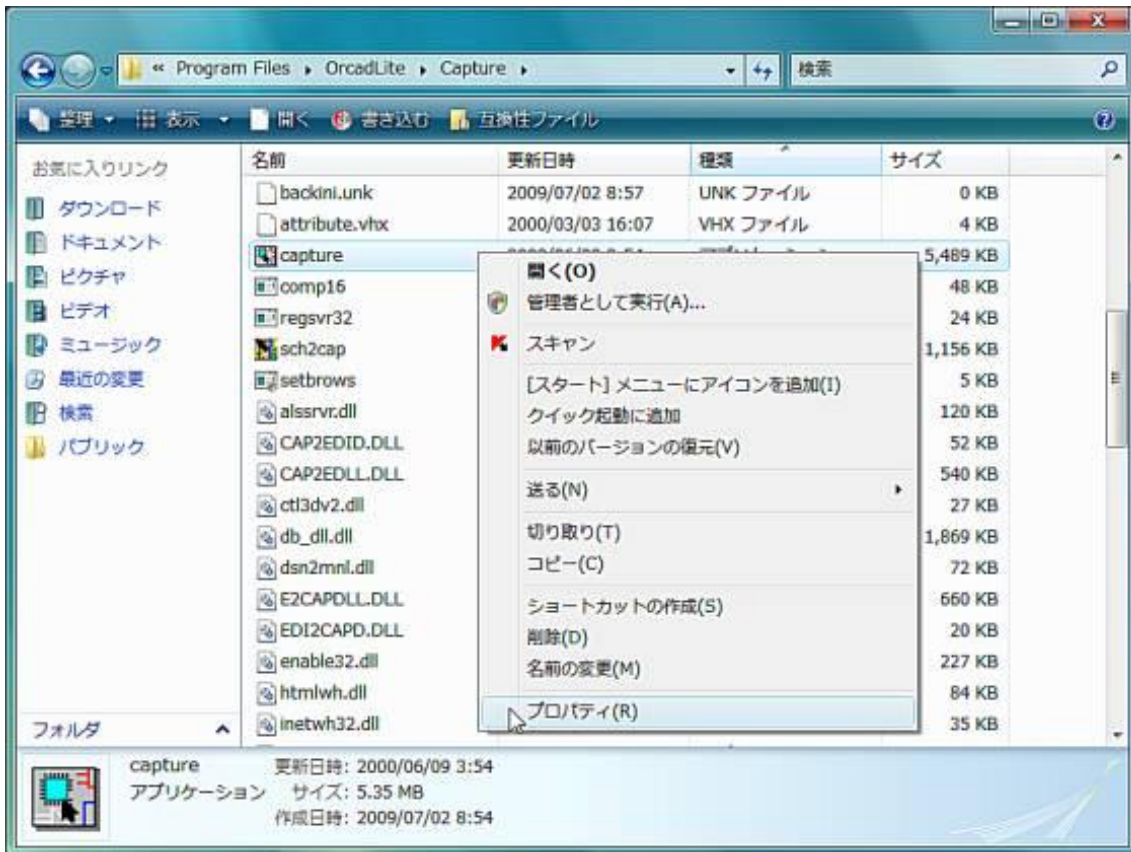 « Program Files ▸ OrcadLite ▸ Capture ▸ 検索
整理 表示 開く 書き込む 互換性ファイル
お気に入りリンク
ダウンロード
ドキュメント
ピクチャ
ビデオ
ミュージック
最近の変更
検索
パブリック
フォルダ
名前 更新日時 種類 サイズ
backini.unk 2009/07/02 8:57 UNK ファイル 0 KB
attribute.vhx 2000/03/03 16:07 VHX ファイル 4 KB
capture 5,489 KB
comp16 48 KB
regsvr32 24 KB
sch2cap 1,156 KB
setbrows 5 KB
alssrvr.dll 120 KB
CAP2EDID.DLL 52 KB
CAP2EDLL.DLL 540 KB
ctl3dv2.dll 27 KB
db_dll.dll 1,869 KB
dsn2mnl.dll 72 KB
E2CAPDLL.DLL 660 KB
EDI2CAPD.DLL 20 KB
enable32.dll 227 KB
htmlwh.dll 84 KB
inetwh32.dll 35 KB
開く(O)
管理者として実行(A)...
スキャン
[スタート] メニューにアイコンを追加(I)
クイック起動に追加
以前のバージョンの復元(V)
送る(N)
切り取り(T)
コピー(C)
ショートカットの作成(S)
削除(D)
名前の変更(M)
プロパティ(R)
capture 更新日時: 2000/06/09 3:54
アプリケーション サイズ: 5.35 MB
作成日時: 2009/07/02 8:54